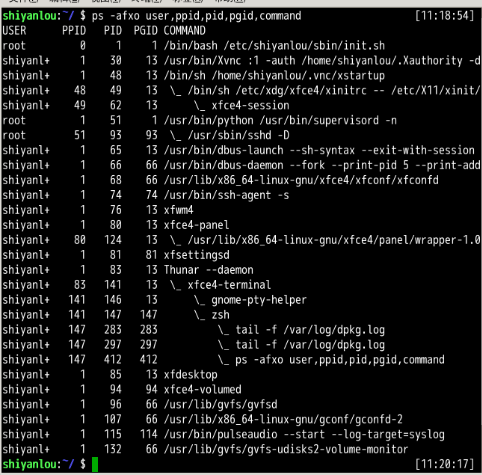 shiyanlou:~/ $ ps -afxo user,ppid,pid,pgid,command [11:18:54]
USER PPID PID PGID COMMAND
root 0 1 1 /bin/bash /etc/shiyanlou/sbin/init.sh
shiyanl+ 1 30 13 /usr/bin/Xvnc :1 -auth /home/shiyanlou/.Xauthority -d
shiyanl+ 1 48 13 /bin/sh /home/shiyanlou/.vnc/xstartup
shiyanl+ 48 49 13 \_ /bin/sh /etc/xdg/xfce4/xinitrc -- /etc/X11/xinit/
shiyanl+ 49 62 13 \_ xfce4-session
root 1 51 1 /usr/bin/python /usr/bin/supervisord -n
root 51 93 93 \_ /usr/sbin/sshd -D
shiyanl+ 1 65 13 /usr/bin/dbus-launch --sh-syntax --exit-with-session
shiyanl+ 1 66 66 /usr/bin/dbus-daemon --fork --print-pid 5 --print-add
shiyanl+ 1 68 66 /usr/lib/x86_64-linux-gnu/xfce4/xfconf/xfconfd
shiyanl+ 1 74 74 /usr/bin/ssh-agent -s
shiyanl+ 1 76 13 xfwm4
shiyanl+ 1 80 13 xfce4-panel
shiyanl+ 80 124 13 \_ /usr/lib/x86_64-linux-gnu/xfce4/panel/wrapper-1.0
shiyanl+ 1 81 81 xfsettingsd
shiyanl+ 1 83 13 Thunar --daemon
shiyanl+ 83 141 13 \_ xfce4-terminal
shiyanl+ 141 146 13 \_ gnome-pty-helper
shiyanl+ 141 147 147 \_ zsh
shiyanl+ 147 283 283 \_ tail -f /var/log/dpkg.log
shiyanl+ 147 297 297 \_ tail -f /var/log/dpkg.log
shiyanl+ 147 412 412 \_ ps -afxo user,ppid,pid,pgid,command
shiyanl+ 1 85 13 xfdesktop
shiyanl+ 1 94 94 xfce4-volumed
shiyanl+ 1 96 66 /usr/lib/gvfs/gvfsd
shiyanl+ 1 107 66 /usr/lib/x86_64-linux-gnu/gconf/gconfd-2
shiyanl+ 1 115 114 /usr/bin/pulseaudio --start --log-target=syslog
shiyanl+ 1 132 66 /usr/lib/gvfs/gvfs-udisks2-volume-monitor
shiyanlou:~/ $ [11:20:17]